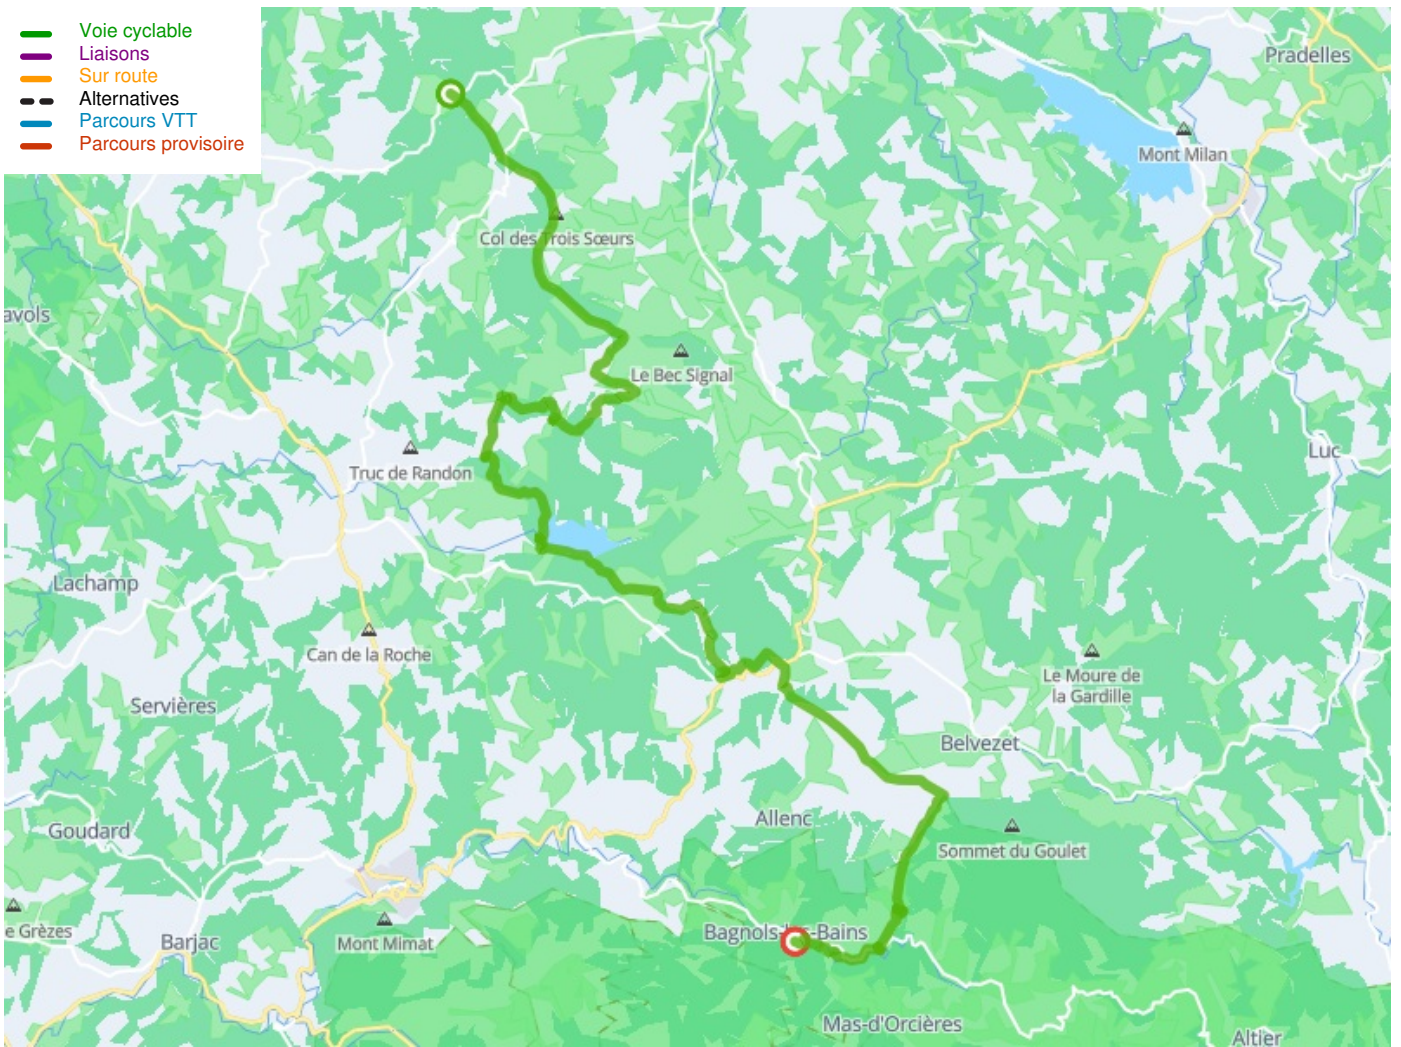 Voie cyclable
Liaisons
Sur route
Alternatives
Parcours VTT
Parcours provisoire
Pradelles
Mont Milan
Col des Trois Sœurs
avols
Le Bec Signal
Luc
Truc de Randon
Lachamp
Can de la Roche
Le Moure de
la Gardille
Servières
Belvezet
Allenc
Goudard
Sommet du Goulet
e Grèzes
Barjac
Mont Mimat
Bagnols-les-Bains
Mas-d'Orcières
Altier